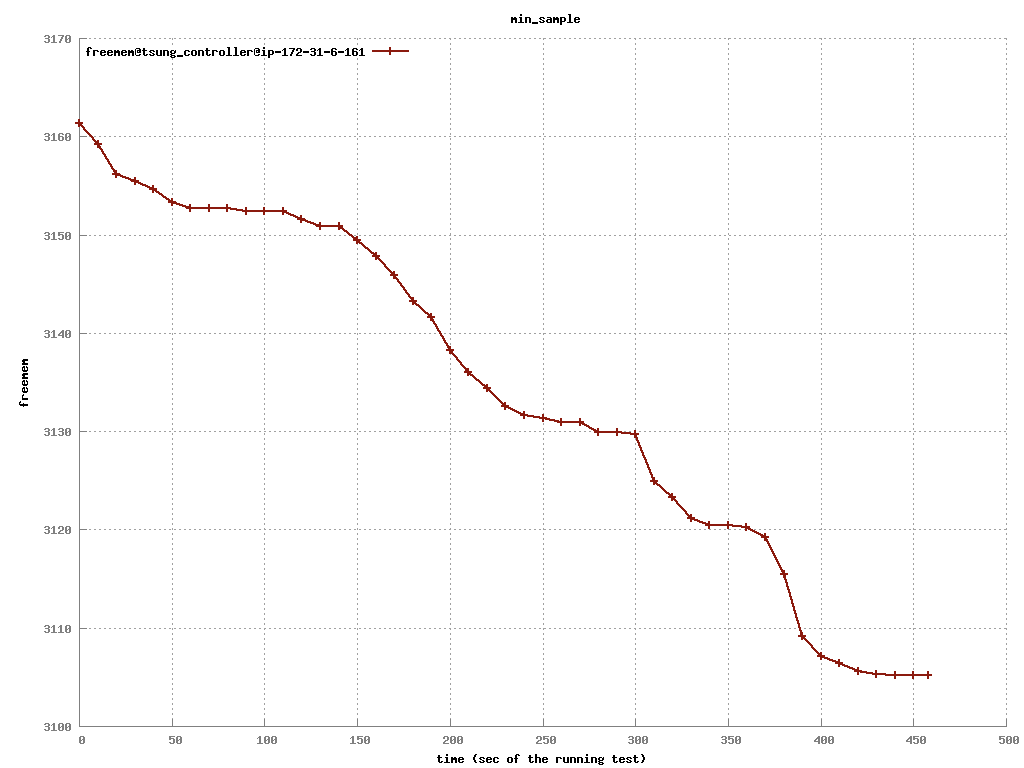 min_sample
freemem@tsung_controller@ip-172-31-6-161
3170
3160
3150
3140
3130
3120
3110
3100
freemem
0 50 100 150 200 250 300 350 400 450 500
time (sec of the running test)